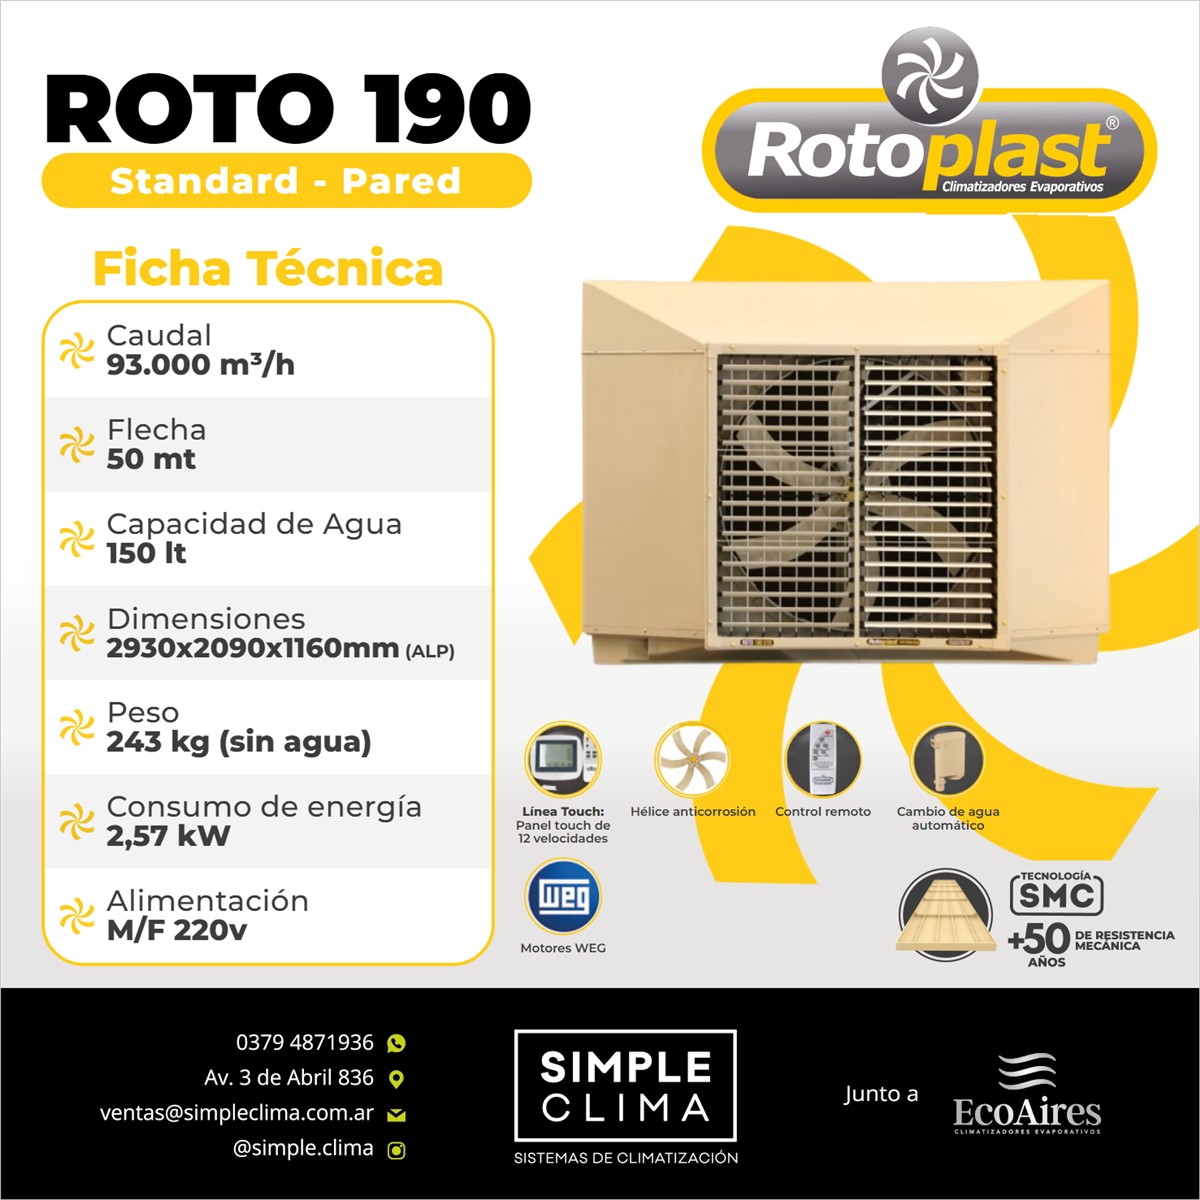 ROTO 190
Standard - Pared
Rotoplast®
Climatizadores Evaporativos
Ficha Técnica
Caudal
93.000 m³/h
Flecha
50 mt
Capacidad de Agua
150 lt
Dimensiones
2930x2090x1160mm (ALP)
Peso
243 kg (sin agua)
Consumo de energía
2,57 kW
Alimentación
M/F 220v
Línea Touch:
Panel touch de
12 velocidades
Hélice anticorrosión
Control remoto
Cambio de agua
automático
WEG
Motores WEG
TECNOLOGÍA
SMC
+50
AÑOS
DE RESISTENCIA
MECÁNICA
0379 4871936
Av. 3 de Abril 836
ventas@simpleclima.com.ar
@simple.clima
SIMPLE
CLIMA
SISTEMAS DE CLIMATIZACIÓN
Junto a
EcoAires
CLIMATIZADORES EVAPORATIVOS